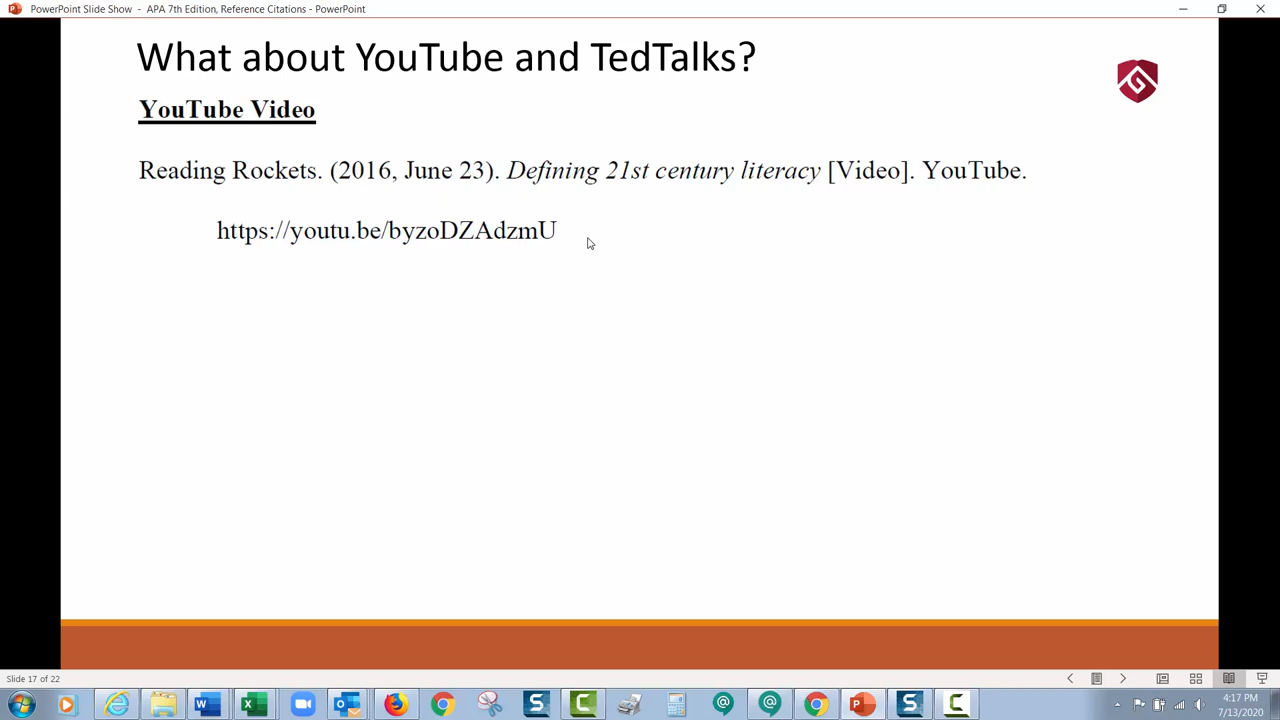 PowerPoint Slide Show - APA 7th Edition, Reference Citations - PowerPoint
What about YouTube and TedTalks?
YouTube Video
Reading Rockets. (2016, June 23). Defining 21st century literacy [Video]. YouTube.
https://youtu.be/byzoDZAdzmU
Slide 17 of 22
4:17 PM
7/13/2020